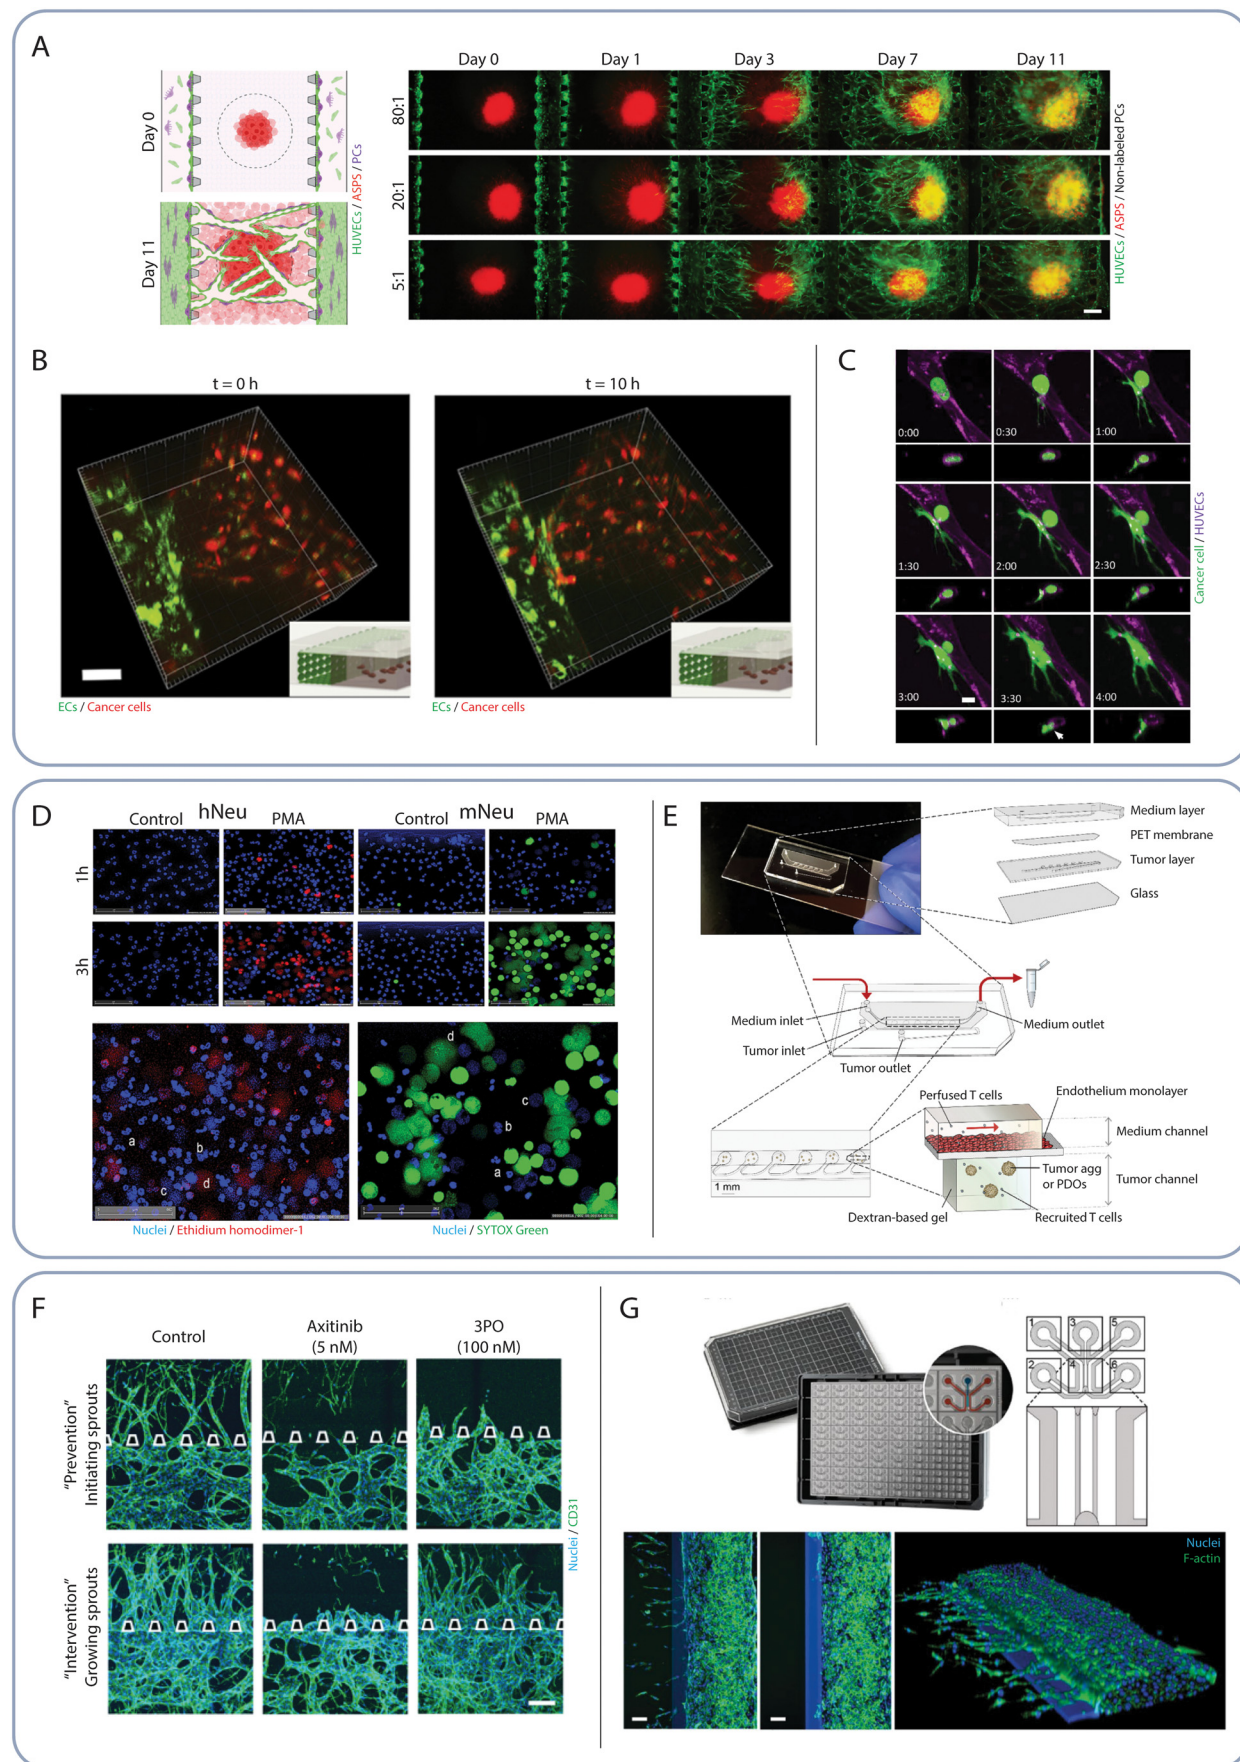 A
Day 0
Day 11
HUVECs / ASPS / PCs
Day 0 Day 1 Day 3 Day 7 Day 11
80:1
20:1
5:1
HUVECs / ASPS / Non-labeled PCs
B
t = 0 h
t = 10 h
ECs / Cancer cells
ECs / Cancer cells
C
0:00 0:30 1:00
1:30 2:00 2:30
3:00 3:30 4:00
Cancer cell / HUVECs
D
hNeu mNeu
Control PMA Control PMA
1h
3h
a b c d
d c b a
Nuclei / Ethidium homodimer-1
Nuclei / SYTOX Green
E
Medium layer
PET membrane
Tumor layer
Glass
Medium inlet
Medium outlet
Tumor inlet
Tumor outlet
Perfused T cells
Endothelium monolayer
Medium channel
1 mm
Tumor agg
or PDOs
Tumor channel
Dextran-based gel
Recruited T cells
F
Control
Axitinib
(5 nM)
3PO
(100 nM)
“Prevention”
Initiating sprouts
“Intervention”
Growing sprouts
Nuclei / CD31
G
1 3 5
2 4 6
Nuclei
F-actin